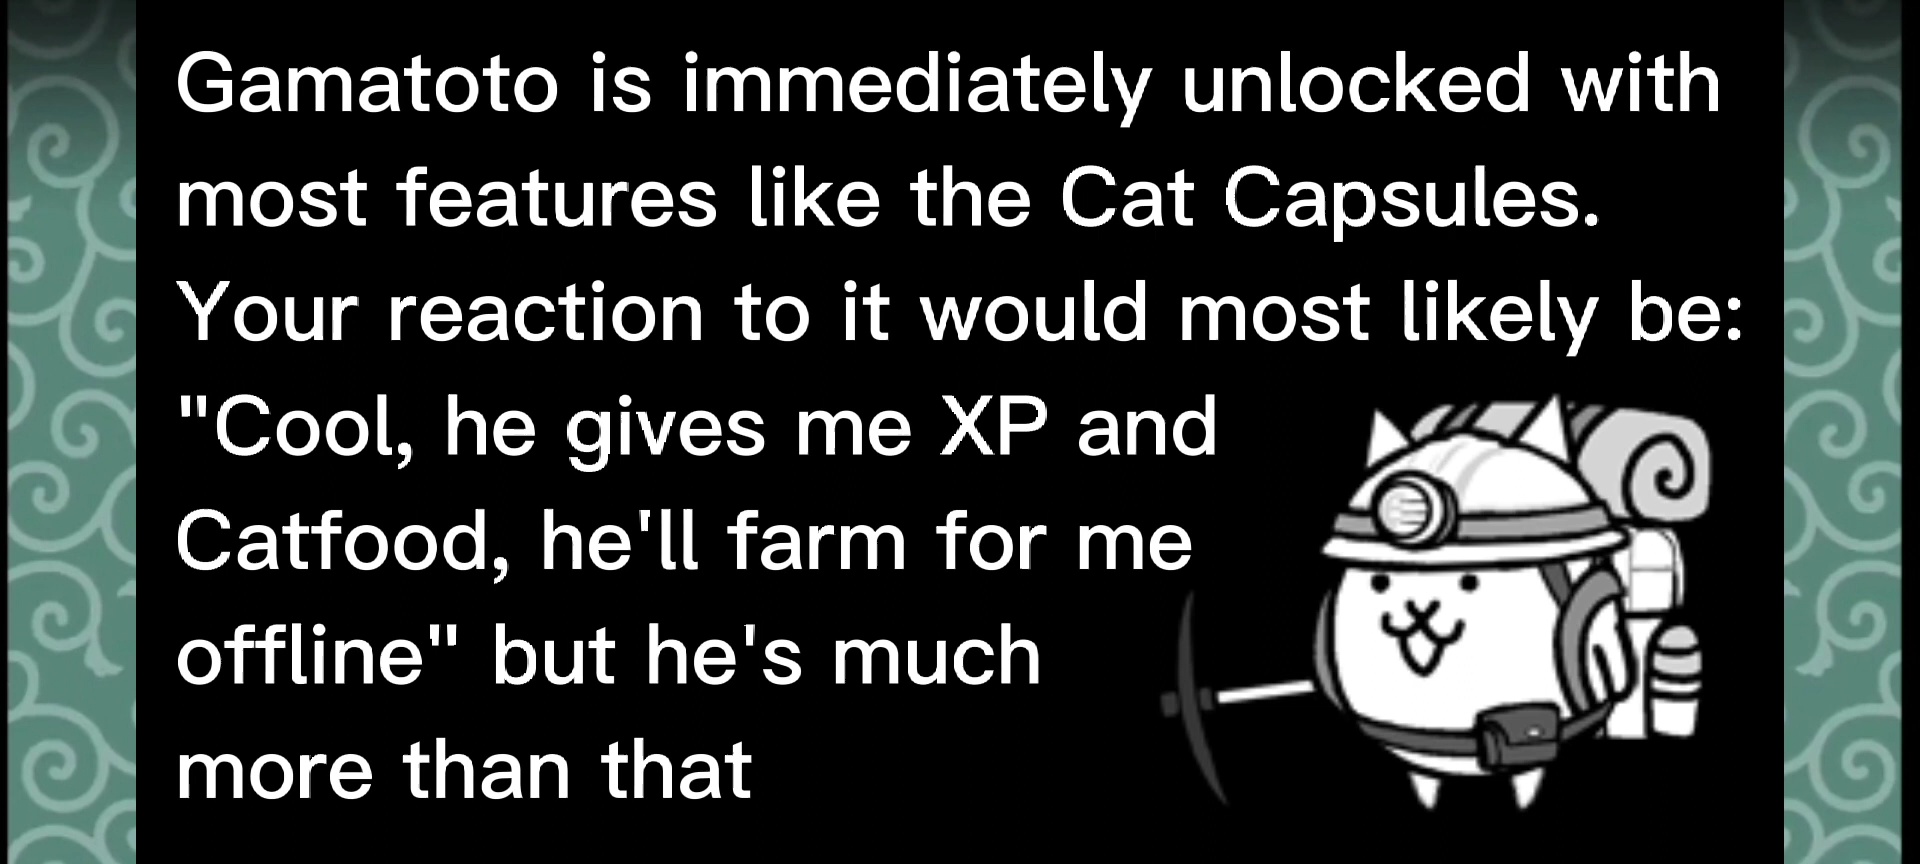 Gamatoto is immediately unlocked with
most features like the Cat Capsules.
Your reaction to it would most likely be:
"Cool, he gives me XP and
Catfood, he'll farm for me
offline" but he's much
more than that